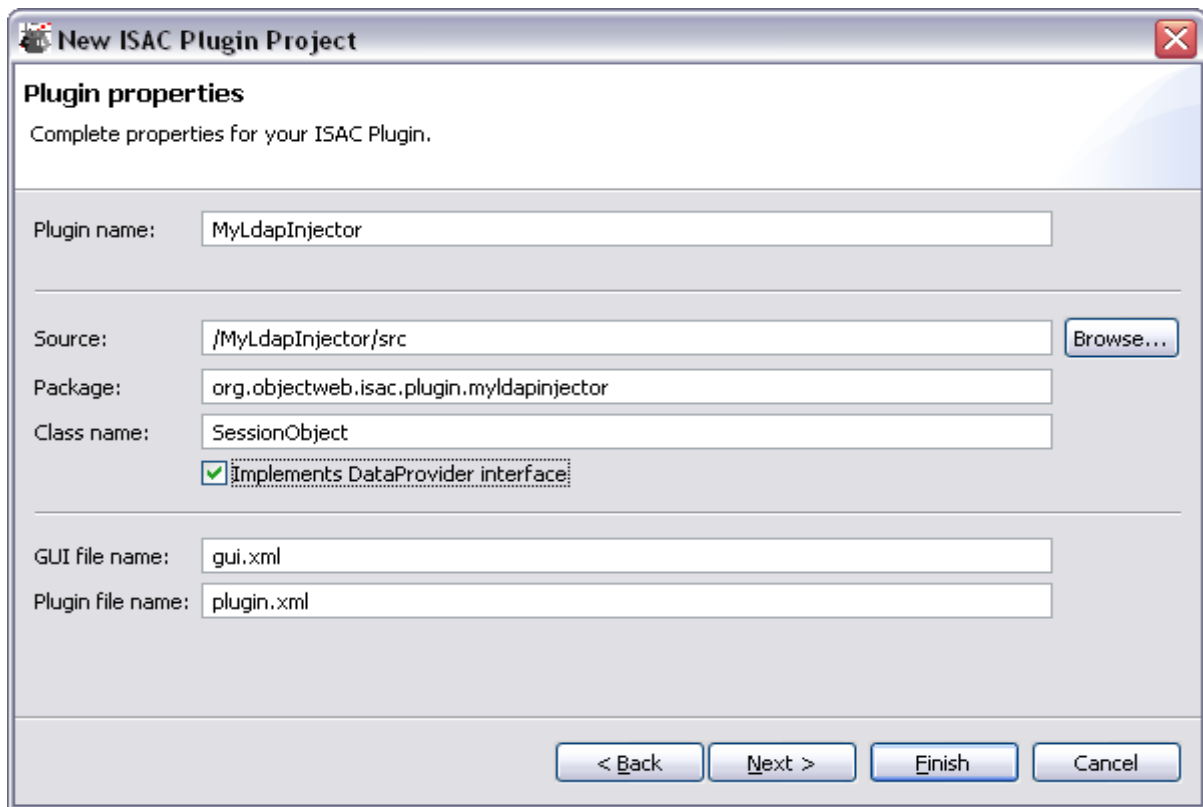 New ISAC Plugin Project
Plugin properties
Complete properties for your ISAC Plugin.
Plugin name: MyLdapInjector
Source: /MyLdapInjector/src Browse...
Package: org.objectweb.isac.plugin.myldapinjector
Class name: SessionObject
Implements DataProvider interface
GUI file name: gui.xml
Plugin file name: plugin.xml
< Back Next > Finish Cancel